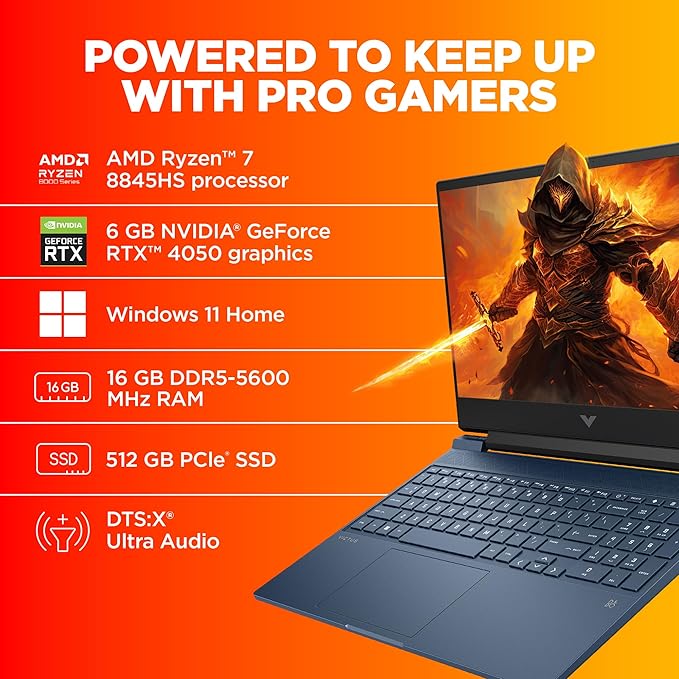 POWERED TO KEEP UP
WITH PRO GAMERS
AMD
RYZEN
8000 Series
AMD Ryzen™ 7
8845HS processor
NVIDIA
GEFORCE
RTX
6 GB NVIDIA® GeForce
RTX™ 4050 graphics
Windows 11 Home
16GB
16 GB DDR5-5600
MHz RAM
SSD
512 GB PCIe® SSD
DTS:X®
Ultra Audio
VICTUS